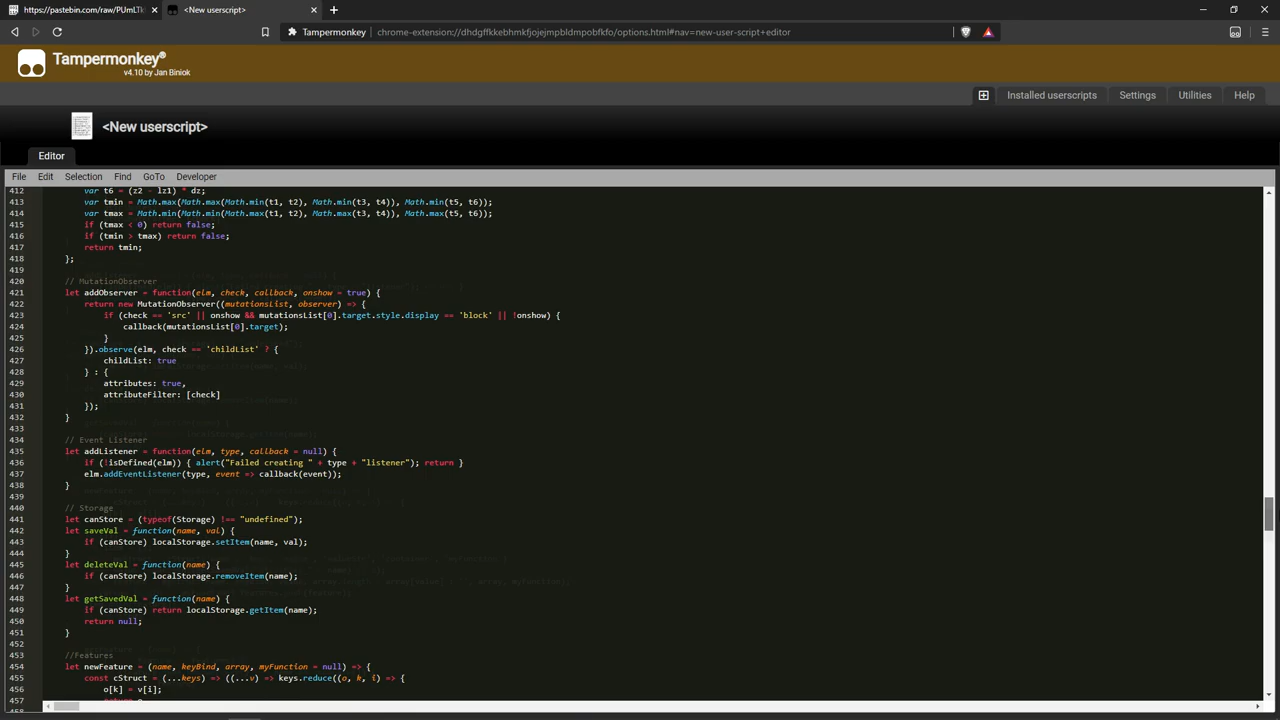 https://pastebin.com/raw/PUmLTk
<New userscript>
Tampermonkey
chrome-extension://dhdgffkkebhmkfjojejmpbldmpobfkfo/options.html#nav=new-user-script+editor
Tampermonkey®
v4.10 by Jan Biniok
Installed userscripts
Settings
Utilities
Help
<New userscript>
Editor
File Edit Selection Find GoTo Developer
412 var t6 = (z2 - lz1) * dz;
413 var tmin = Math.max(Math.max(Math.min(t1, t2), Math.min(t3, t4)), Math.min(t5, t6));
414 var tmax = Math.min(Math.min(Math.max(t1, t2), Math.max(t3, t4)), Math.max(t5, t6));
415 if (tmax < 0) return false;
416 if (tmin > tmax) return false;
417 return tmin;
418 };
419
420 // MutationObserver
421 let addObserver = function(elm, check, callback, onshow = true) {
422 return new MutationObserver((mutationsList, observer) => {
423 if (check == 'src' || onshow && mutationsList[0].target.style.display == 'block' || !onshow) {
424 callback(mutationsList[0].target);
425 }
426 }).observe(elm, check == 'childList' ? {
427 childList: true
428 } : {
429 attributes: true,
430 attributeFilter: [check]
431 });
432 }
433
434 // Event Listener
435 let addListener = function(elm, type, callback = null) {
436 if (!isDefined(elm)) { alert("Failed creating " + type + "listener"); return }
437 elm.addEventListener(type, event => callback(event));
438 }
439
440 // Storage
441 let canStore = (typeof(Storage) !== "undefined");
442 let saveVal = function(name, val) {
443 if (canStore) localStorage.setItem(name, val);
444 }
445 let deleteVal = function(name) {
446 if (canStore) localStorage.removeItem(name);
447 }
448 let getSavedVal = function(name) {
449 if (canStore) return localStorage.getItem(name);
450 return null;
451 }
452
453 //Features
454 let newFeature = (name, keyBind, array, myFunction = null) => {
455 const cStruct = (...keys) => ((...v) => keys.reduce((o, k, i) => {
456 o[k] = v[i];
457